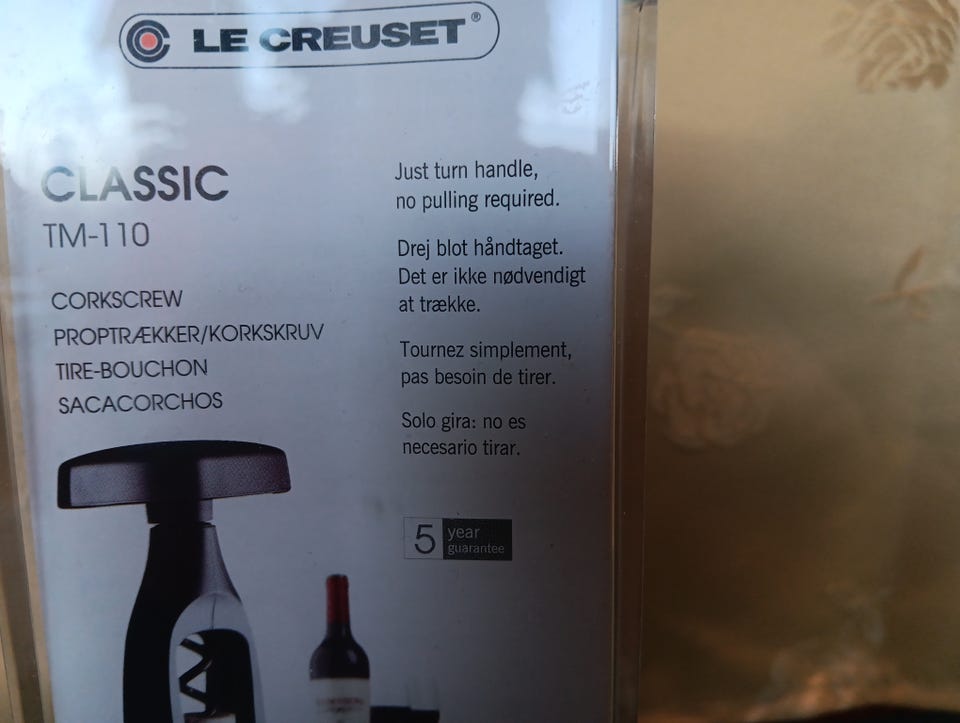 LE CREUSET®
CLASSIC
TM-110
CORKSCREW
PROPTRÆKKER/KORKSKRUV
TIRE-BOUCHON
SACACORCHOS
Just turn handle,
no pulling required.
Drej blot håndtaget.
Det er ikke nødvendigt
at trække.
Tournez simplement,
pas besoin de tirer.
Solo gira: no es
necesario tirar.
5 year
guarantee